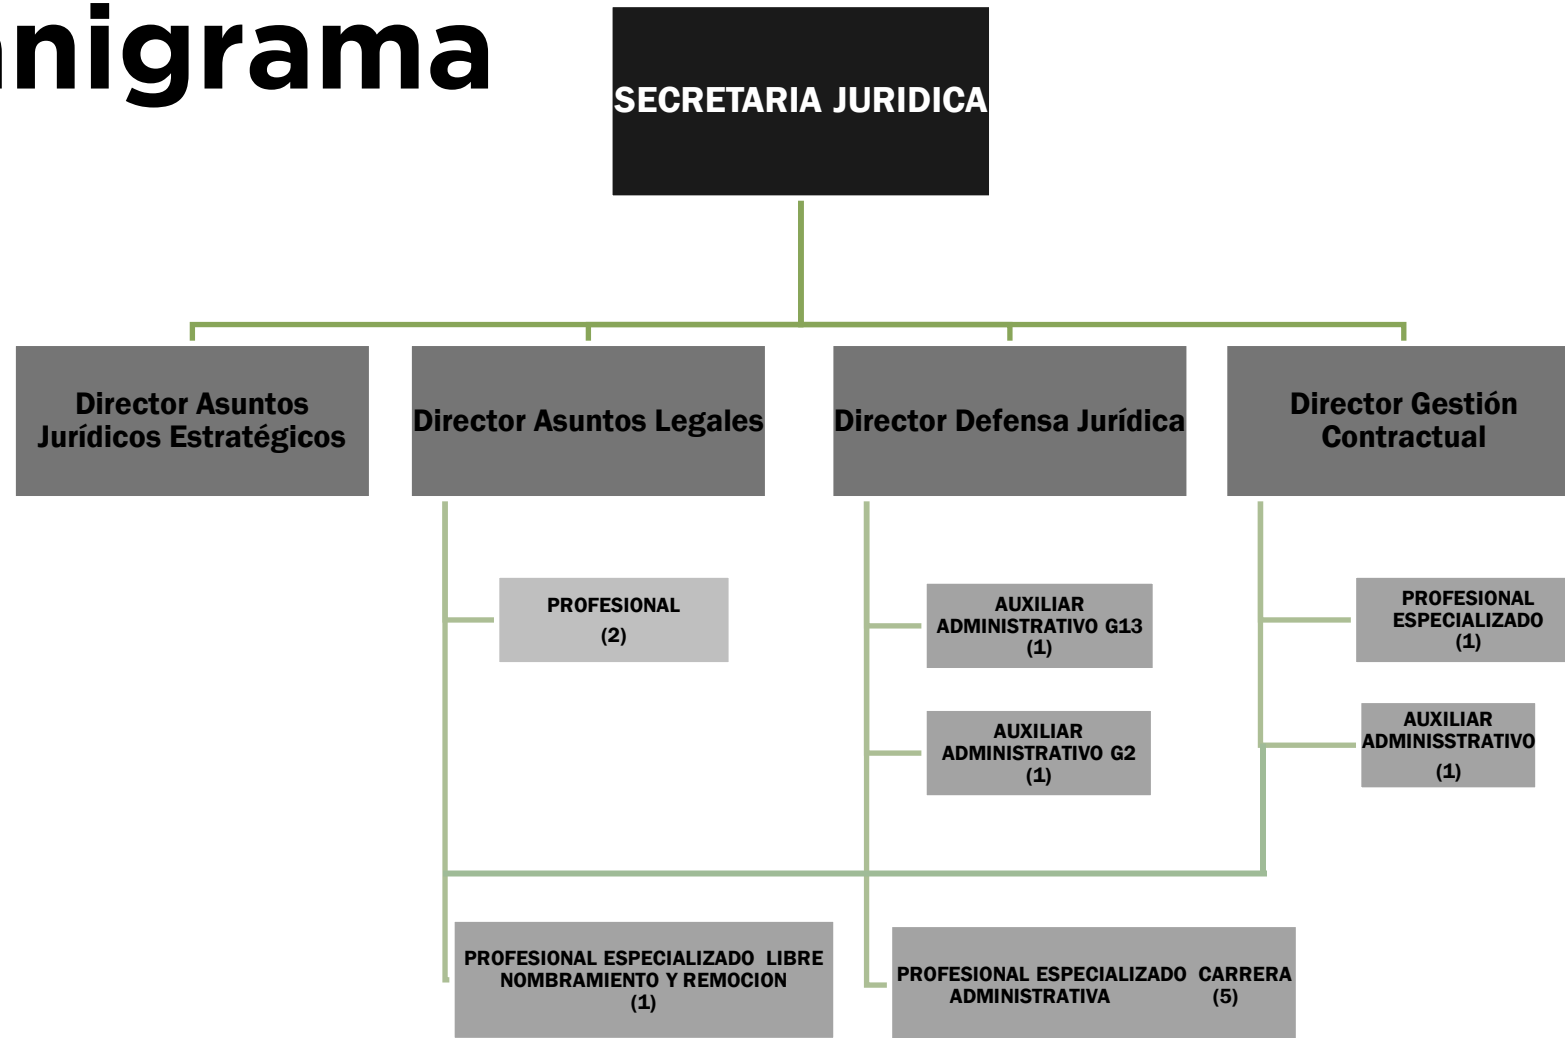 nigrama
SECRETARIA JURIDICA
Director Asuntos
Jurídicos Estratégicos
Director Asuntos Legales
Director Defensa Jurídica
Director Gestión
Contractual
PROFESIONAL
(2)
AUXILIAR
ADMINISTRATIVO G13
(1)
PROFESIONAL
ESPECIALIZADO
(1)
AUXILIAR
ADMINISTRATIVO G2
(1)
AUXILIAR
ADMINISSTRATIVO
(1)
PROFESIONAL ESPECIALIZADO LIBRE
NOMBRAMIENTO Y REMOCION
(1)
PROFESIONAL ESPECIALIZADO CARRERA
ADMINISTRATIVA (5)